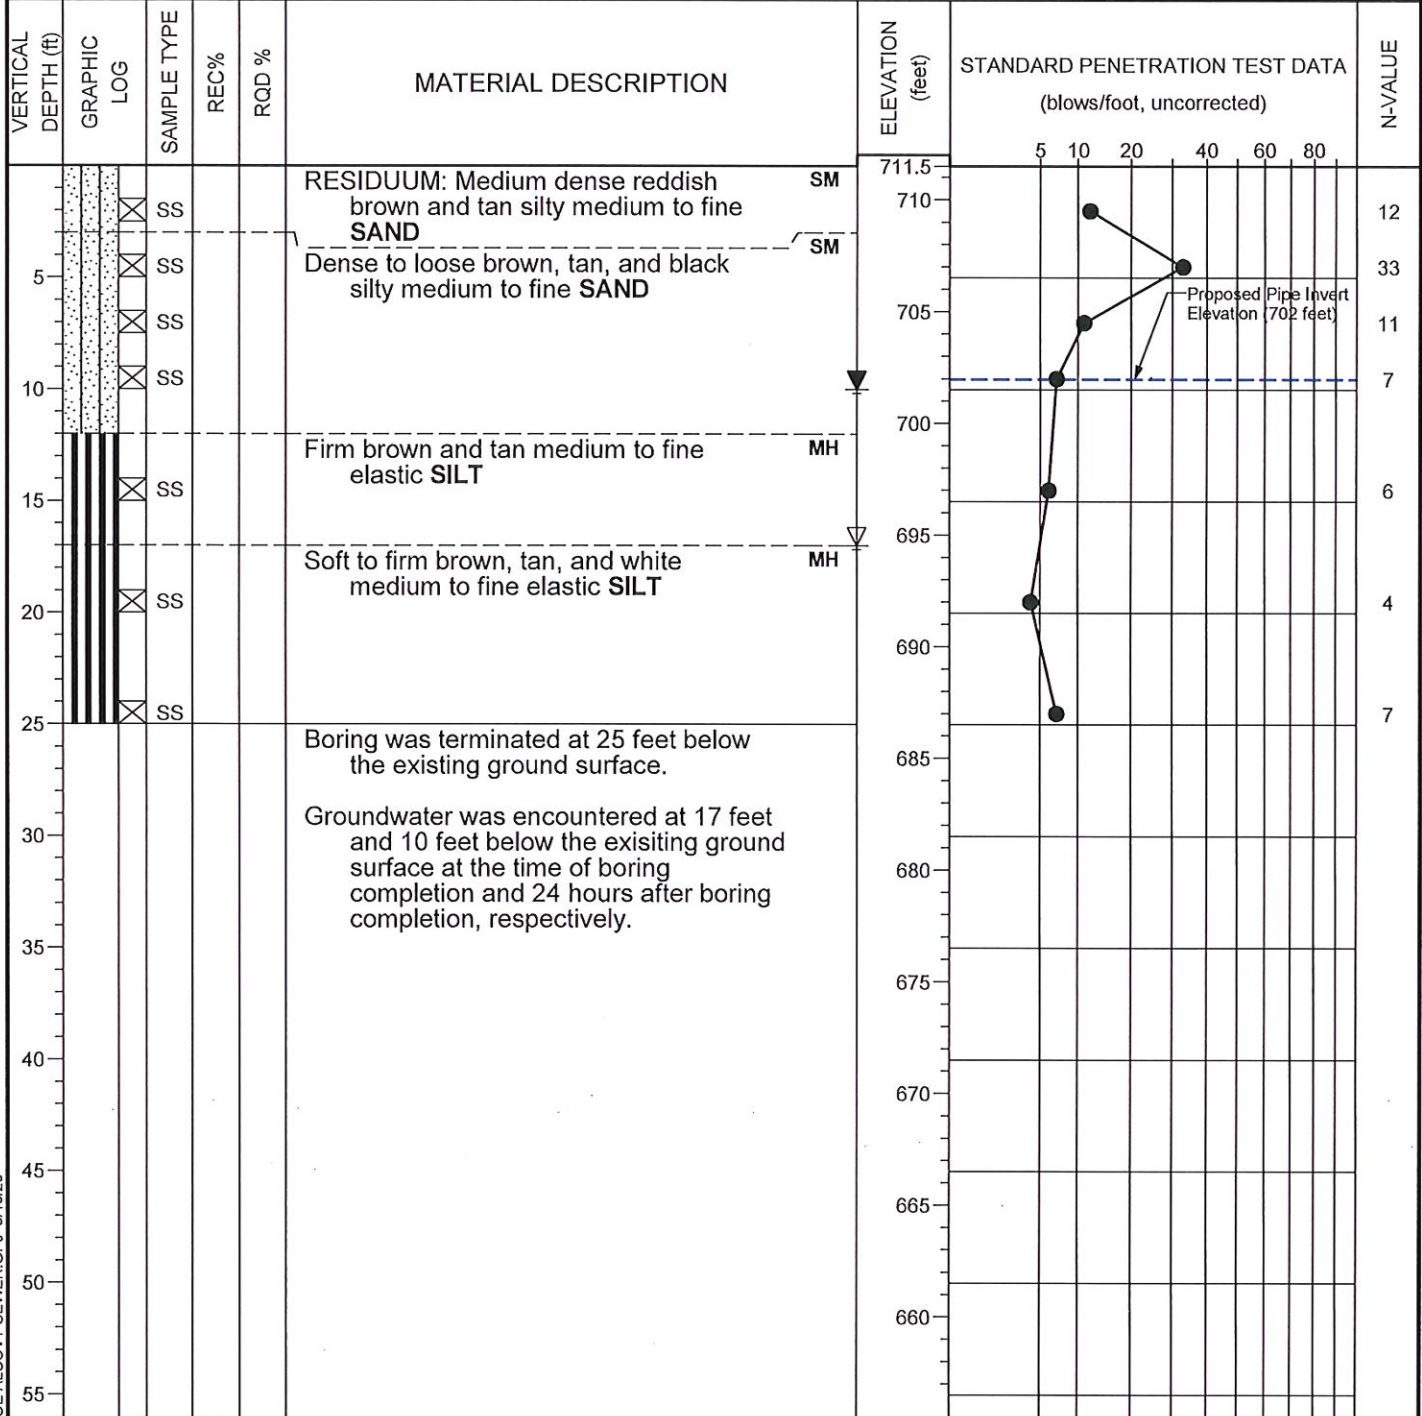 VERTICAL
DEPTH (ft)
GRAPHIC
LOG
SAMPLE TYPE
REC%
RQD %
MATERIAL DESCRIPTION
ELEVATION
(feet)
STANDARD PENETRATION TEST DATA
(blows/foot, uncorrected)
N-VALUE
5 10 20 40 60 80
711.5
RESIDUUM: Medium dense reddish SM
brown and tan silty medium to fine
SAND
710
SS
12
SM
Dense to loose brown, tan, and black
silty medium to fine SAND
SS
33
5
Proposed Pipe Invert
Elevation (702 feet)
705
SS
11
SS
7
10
700
Firm brown and tan medium to fine MH
elastic SILT
SS
6
15
695
Soft to firm brown, tan, and white MH
medium to fine elastic SILT
SS
4
20
690
SS
7
25
Boring was terminated at 25 feet below
the existing ground surface.
685
Groundwater was encountered at 17 feet
and 10 feet below the exisiting ground
surface at the time of boring
completion and 24 hours after boring
completion, respectively.
30
680
35
675
40
670
45
665
50
660
55